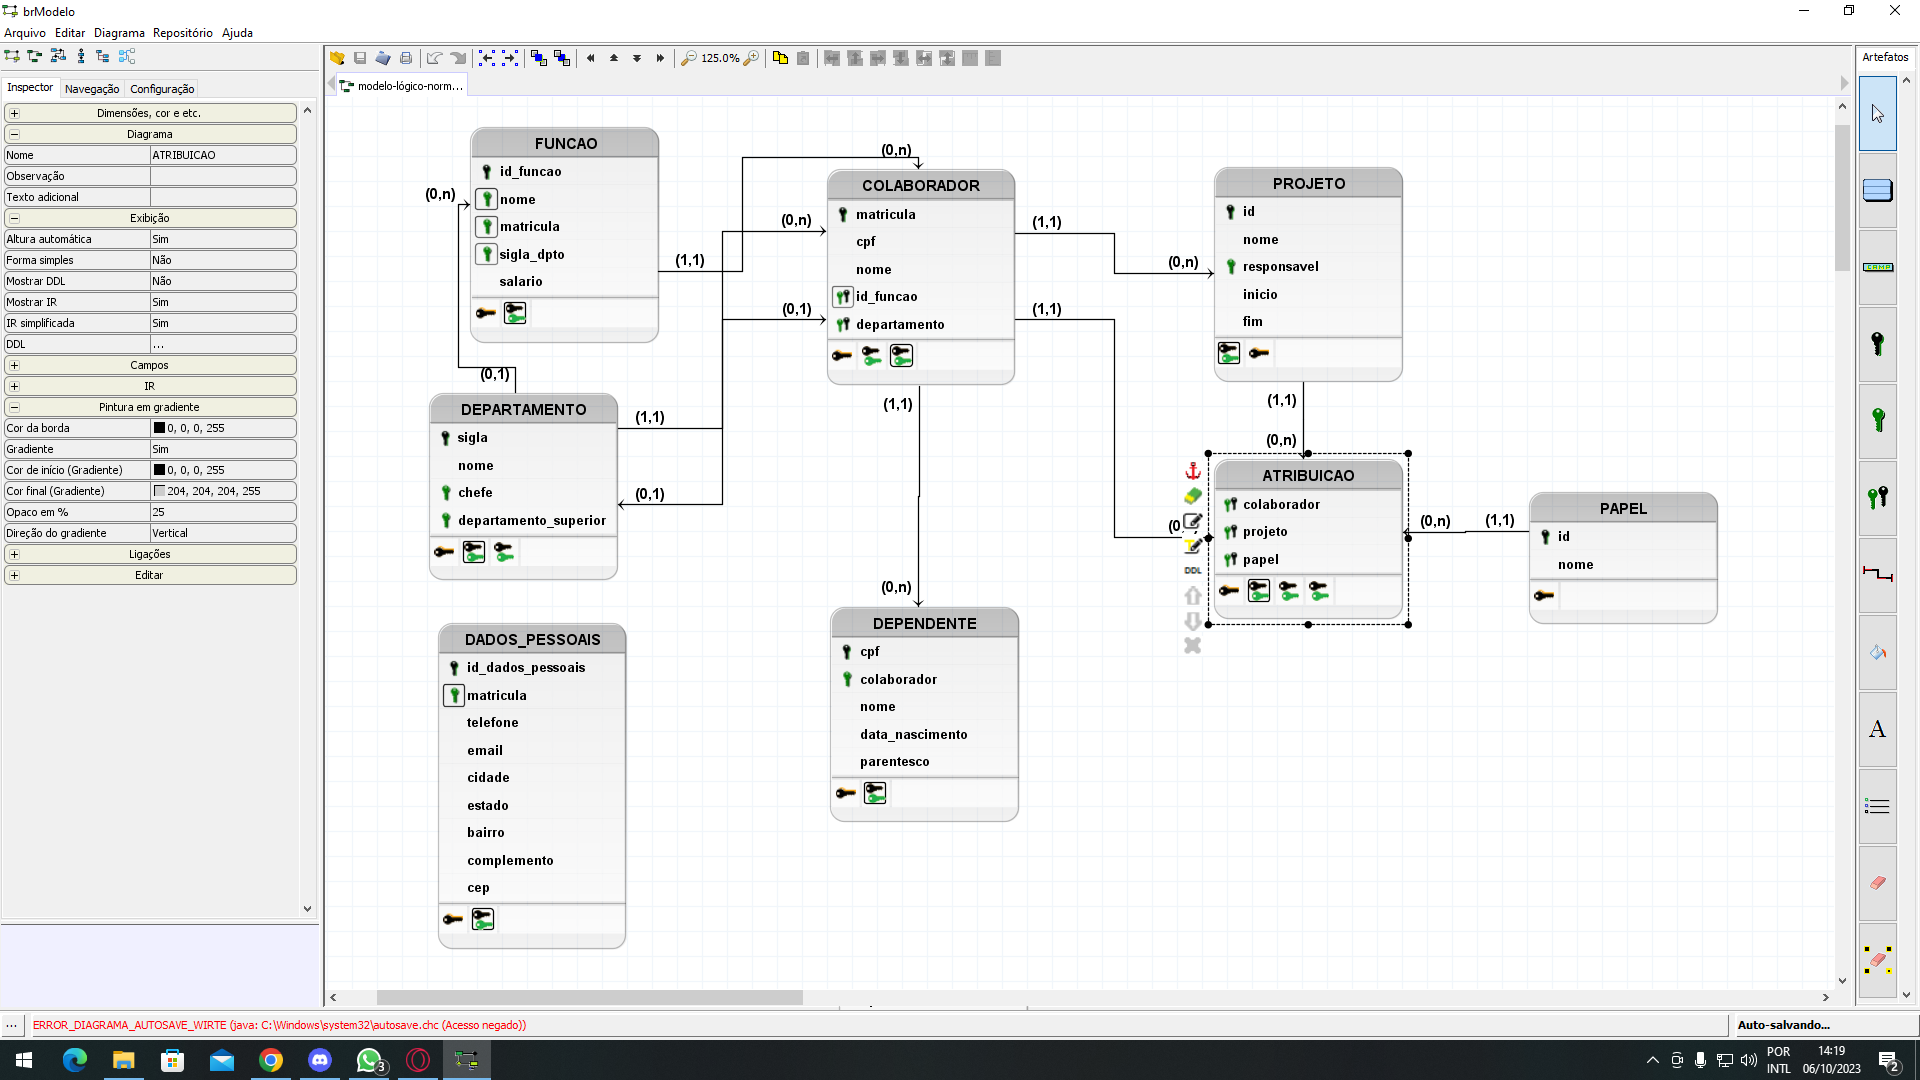 brModelo
Arquivo Editar Diagrama Repositório Ajuda
125.0%
Artefatos
Inspector Navegação Configuração
modelo-lógico-norm...
Dimensões, cor e etc.
Diagrama
Nome ATRIBUICAO
Observação
Texto adicional
Exibição
Altura automática Sim
Forma simples Não
Mostrar DDL Não
Mostrar IR Sim
IR simplificada Sim
DDL ...
Campos
IR
Pintura em gradiente
Cor da borda 0, 0, 0, 255
Gradiente Sim
Cor de início (Gradiente) 0, 0, 0, 255
Cor final (Gradiente) 204, 204, 204, 255
Opaco em % 25
Direção do gradiente Vertical
Ligações
Editar
FUNCAO
id_funcao
nome
matricula
sigla_dpto
salario
(0,n)
(1,1)
(0,1)
DEPARTAMENTO
sigla
nome
chefe
departamento_superior
(1,1)
(0,1)
DADOS_PESSOAIS
id_dados_pessoais
matricula
telefone
email
cidade
estado
bairro
complemento
cep
(0,n)
(0,n)
(0,1)
COLABORADOR
matricula
cpf
nome
id_funcao
departamento
(1,1)
(1,1)
(1,1)
(0,n)
DEPENDENTE
cpf
colaborador
nome
data_nascimento
parentesco
(0,n)
PROJETO
id
nome
responsavel
inicio
fim
(1,1)
(0,n)
(0
DDL
ATRIBUICAO
colaborador
projeto
papel
(0,n)
(1,1)
PAPEL
id
nome
CAMPO
A
... ERROR_DIAGRAMA_AUTOSAVE_WIRTE (java: C:\Windows\system32\autosave.chc (Acesso negado))
Auto-salvando...
3
POR
INTL
14:19
06/10/2023
2